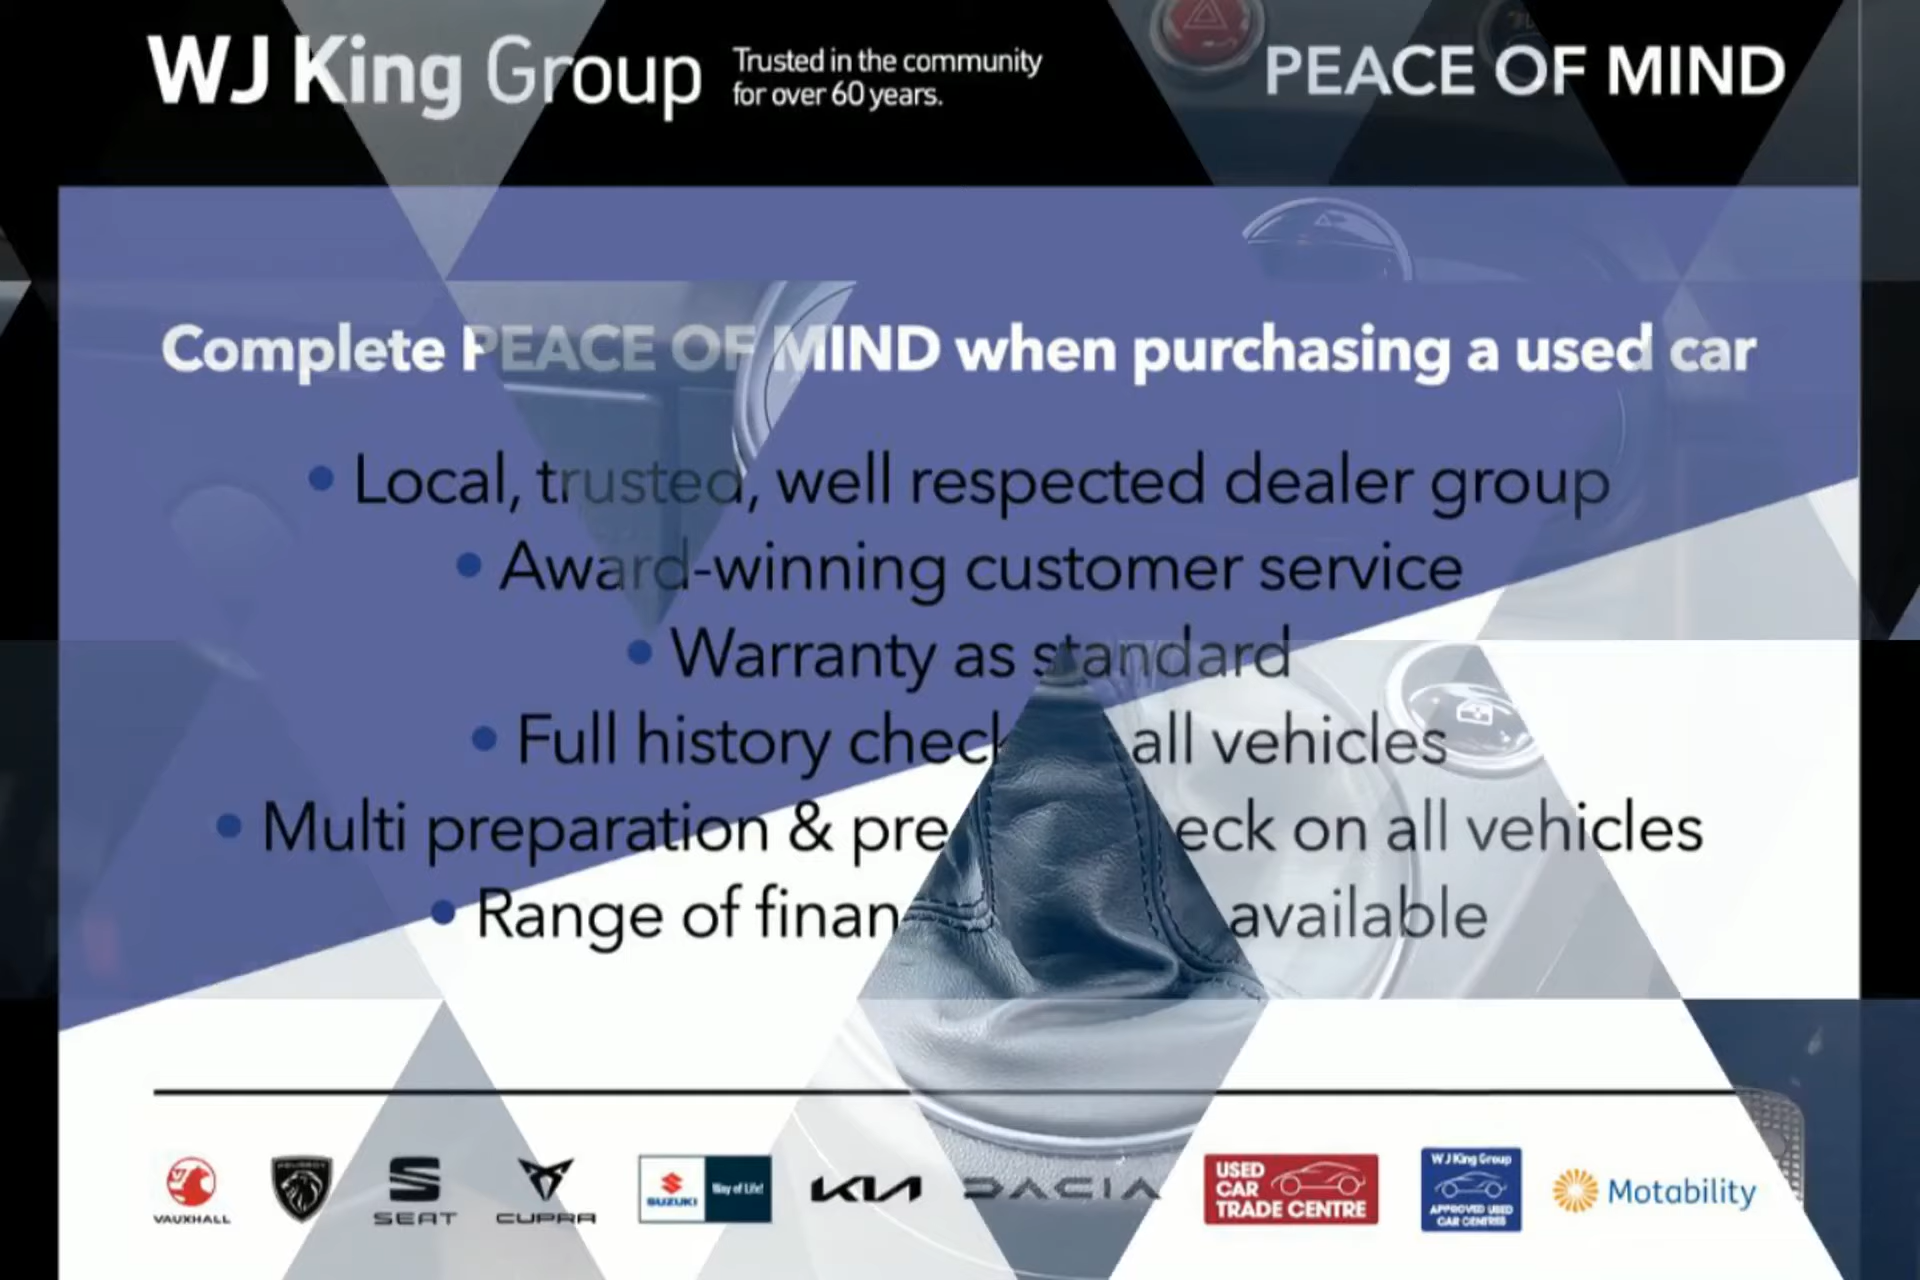 WJ King Group
Trusted in the community
for over 60 years.
PEACE OF MIND
Complete PEACE OF MIND when purchasing a used car
• Local, trusted, well respected dealer group
• Award-winning customer service
• Warranty as standard
• Full history check all vehicles
• Multi preparation & pre eck on all vehicles
• Range of finan available
VAUXHALL
PEUGEOT
SEAT
CUPRA
SUZUKI
Way of Life!
KIA
DACIA
USED
CAR
TRADE CENTRE
WJ King Group
APPROVED USED
CAR CENTRES
Motability